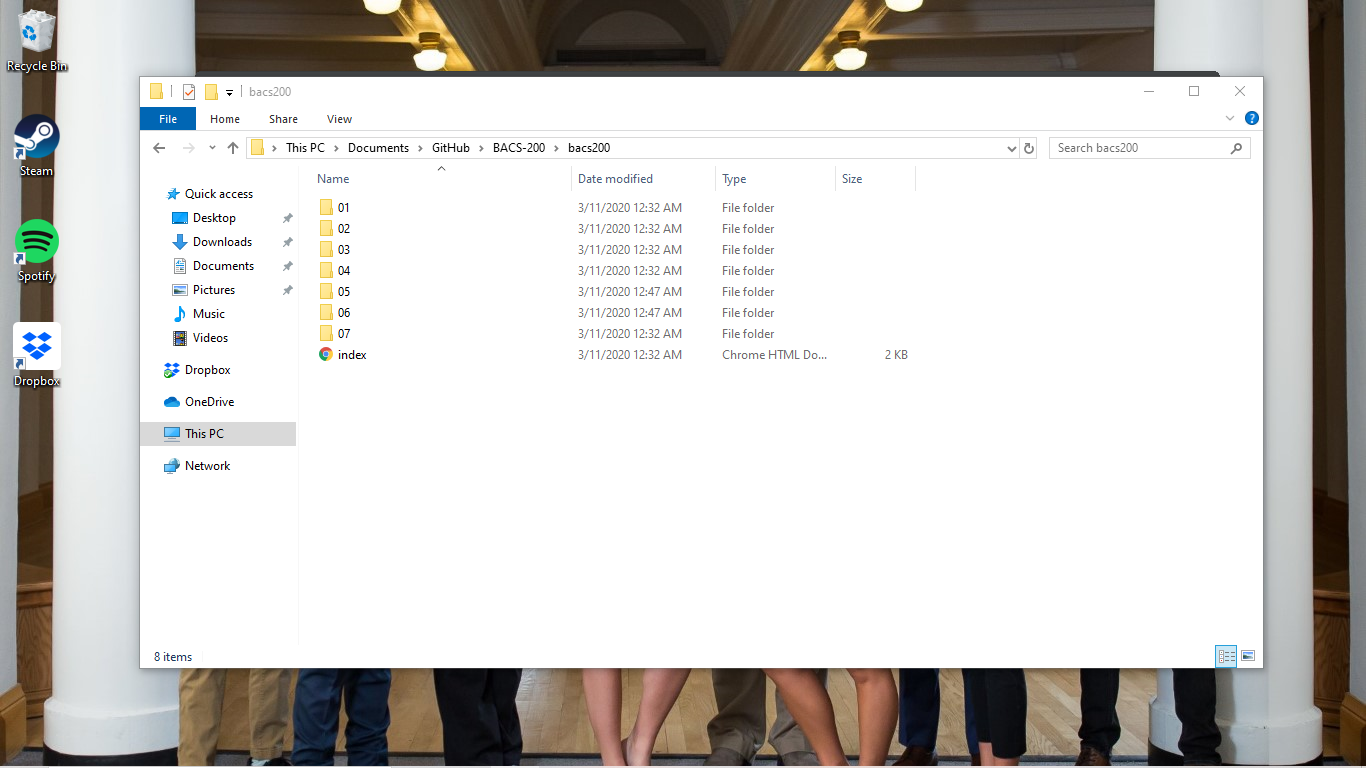 Recycle Bin
Steam
Spotify
Dropbox
bacs200
File Home Share View
This PC Documents GitHub BACS-200 bacs200
Search bacs200
Quick access
Desktop
Downloads
Documents
Pictures
Music
Videos
Dropbox
OneDrive
This PC
Network
Name Date modified Type Size
01 3/11/2020 12:32 AM File folder
02 3/11/2020 12:32 AM File folder
03 3/11/2020 12:32 AM File folder
04 3/11/2020 12:32 AM File folder
05 3/11/2020 12:47 AM File folder
06 3/11/2020 12:47 AM File folder
07 3/11/2020 12:32 AM File folder
index 3/11/2020 12:32 AM Chrome HTML Do... 2 KB
8 items